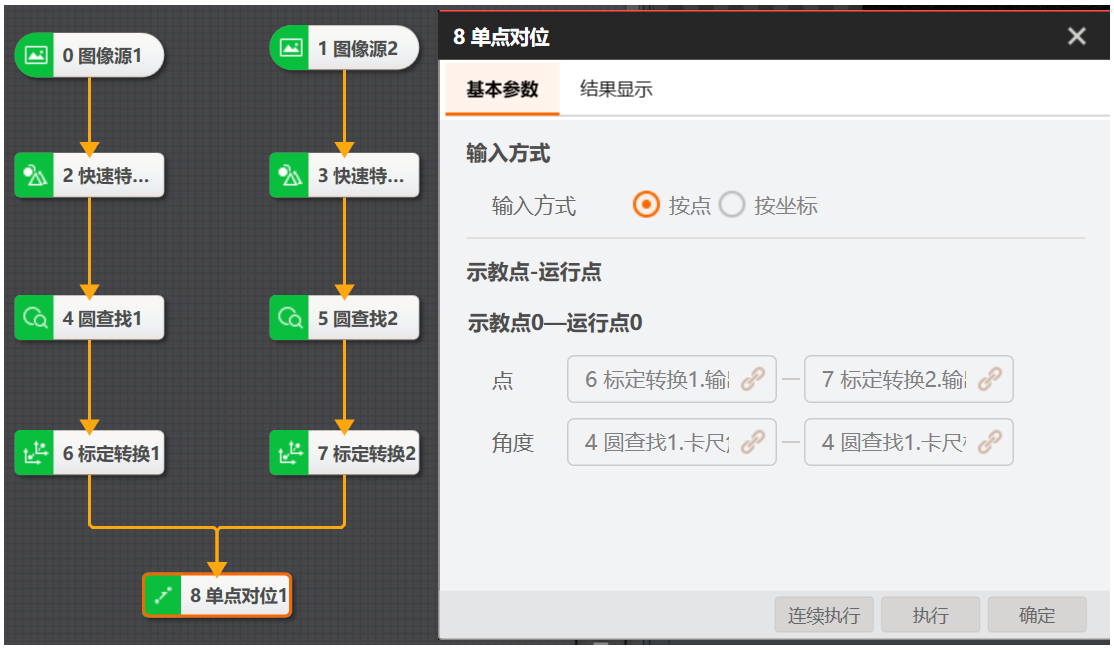 0 图像源1
1 图像源2
2 快速特...
3 快速特...
4 圆查找1
5 圆查找2
6 标定转换1
7 标定转换2
8 单点对位1
8 单点对位
基本参数
结果显示
输入方式
输入方式 按点 按坐标
示教点-运行点
示教点0—运行点0
点 6 标定转换1.输 — 7 标定转换2.输
角度 4 圆查找1.卡尺 — 4 圆查找1.卡尺
连续执行 执行 确定